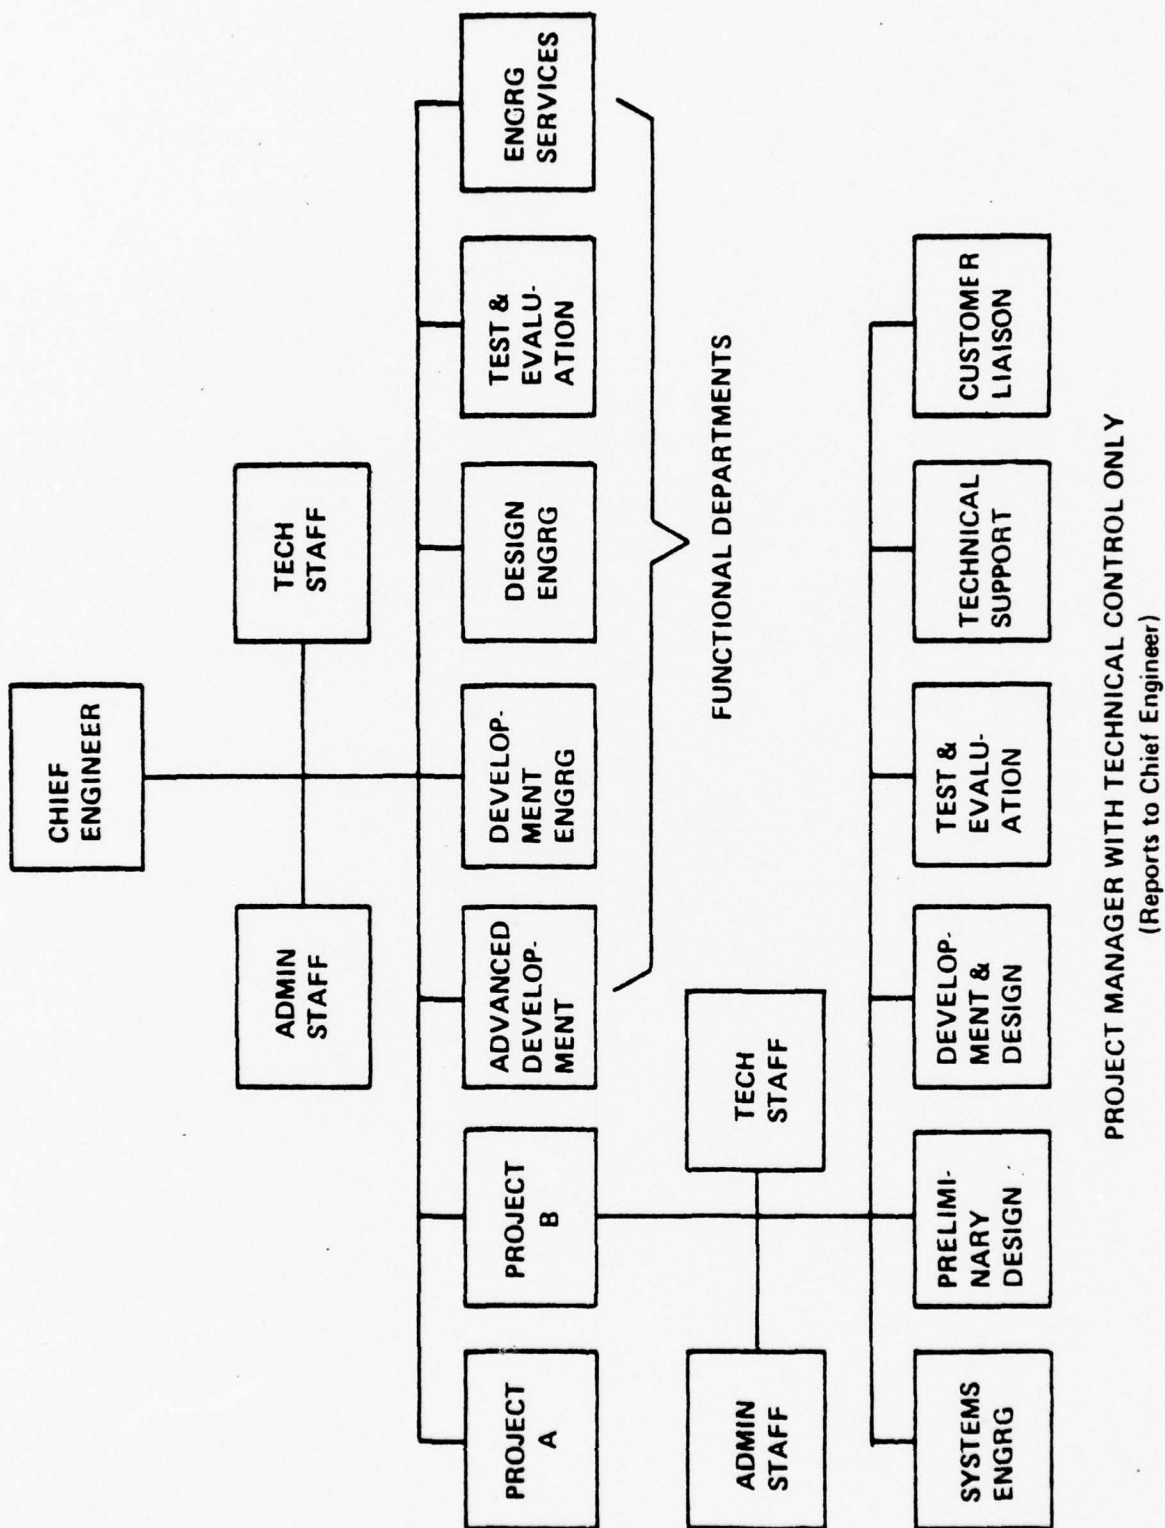 CHIEF
ENGINEER
ADMIN
STAFF
TECH
STAFF
PROJECT
A
PROJECT
B
ADVANCED
DEVELOP-
MENT
DEVELOP-
MENT
ENGRG
DESIGN
ENGRG
TEST &
EVALU-
ATION
ENGRG
SERVICES
FUNCTIONAL DEPARTMENTS
ADMIN
STAFF
TECH
STAFF
SYSTEMS
ENGRG
PRELIMI-
NARY
DESIGN
DEVELOP-
MENT &
DESIGN
TEST &
EVALU-
ATION
TECHNICAL
SUPPORT
CUSTOMER
LIAISON
PROJECT MANAGER WITH TECHNICAL CONTROL ONLY
(Reports to Chief Engineer)